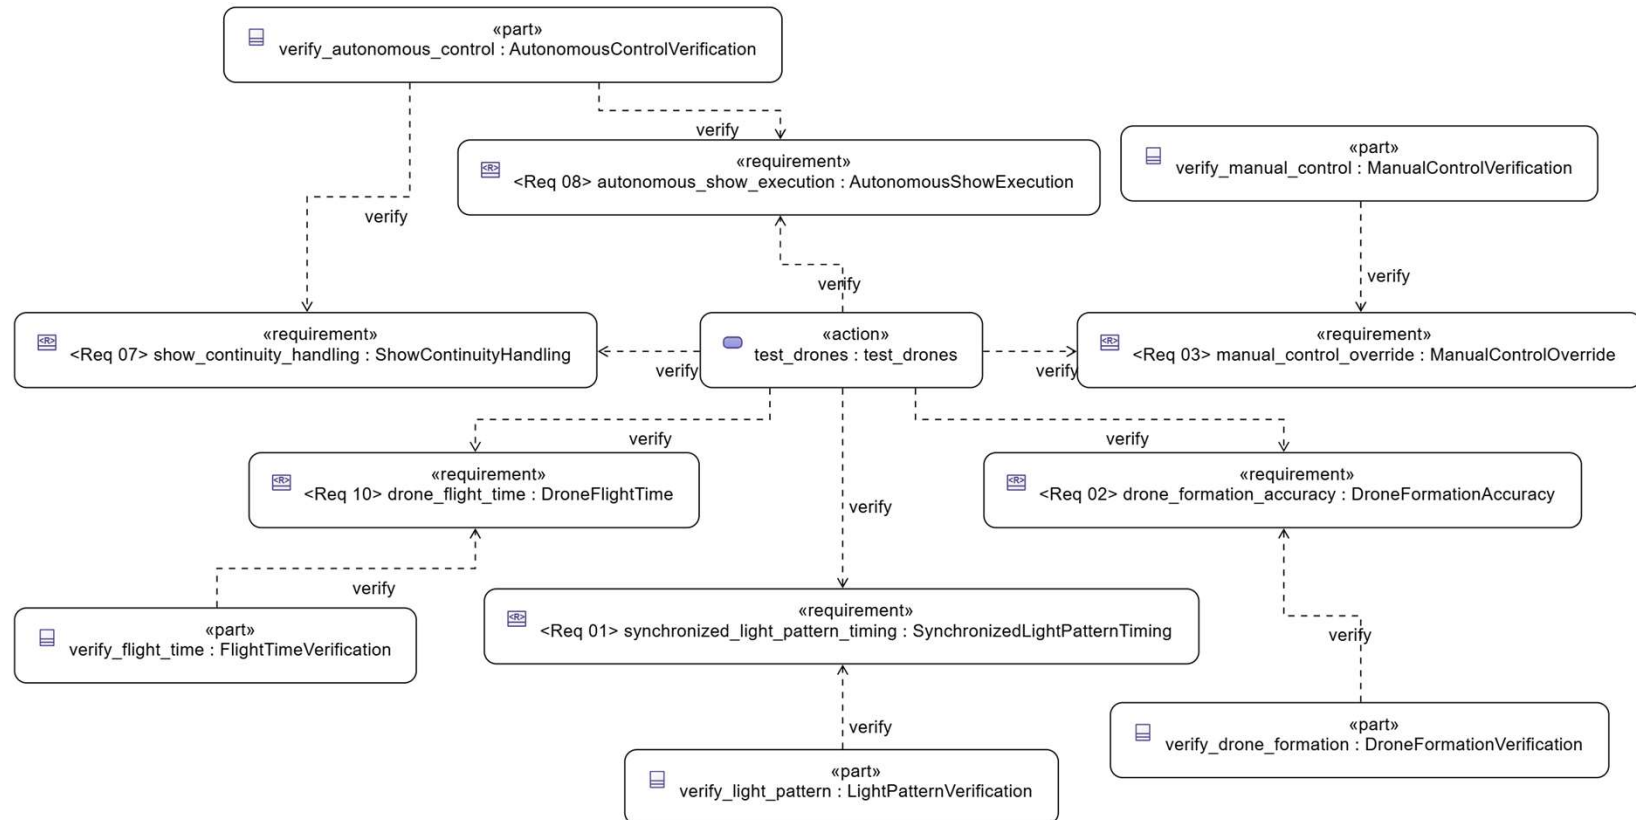 «part»
verify_autonomous_control : AutonomousControlVerification
verify
«requirement»
<Req 08> autonomous_show_execution : AutonomousShowExecution
«part»
verify_manual_control : ManualControlVerification
verify
verify
verify
«requirement»
<Req 07> show_continuity_handling : ShowContinuityHandling
verify
«action»
test_drones : test_drones
verify
«requirement»
<Req 03> manual_control_override : ManualControlOverride
verify
verify
«requirement»
<Req 10> drone_flight_time : DroneFlightTime
verify
«requirement»
<Req 02> drone_formation_accuracy : DroneFormationAccuracy
verify
«part»
verify_flight_time : FlightTimeVerification
«requirement»
<Req 01> synchronized_light_pattern_timing : SynchronizedLightPatternTiming
verify
verify
«part»
verify_light_pattern : LightPatternVerification
«part»
verify_drone_formation : DroneFormationVerification